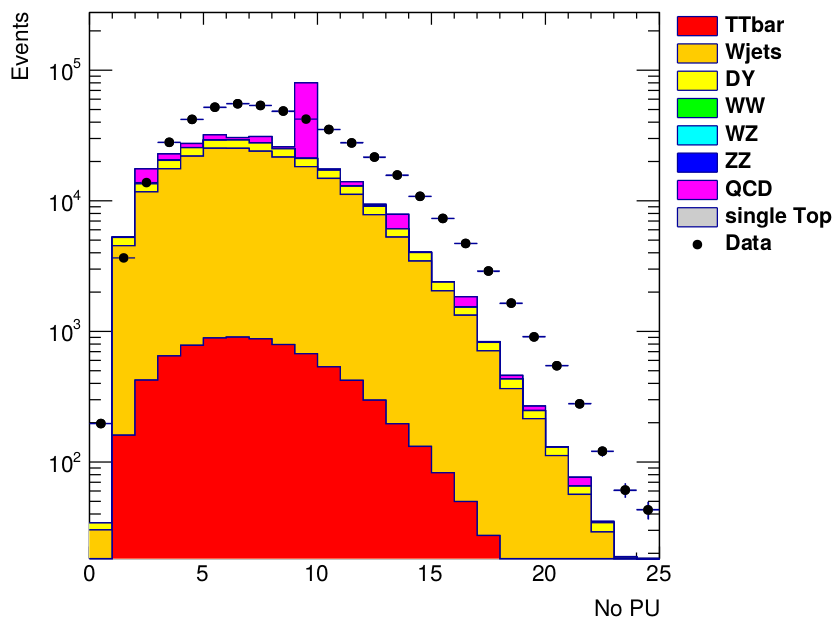 Events
10^5
10^4
10^3
10^2
0 5 10 15 20 25
No PU
TTbar
Wjets
DY
WW
WZ
ZZ
QCD
single Top
Data